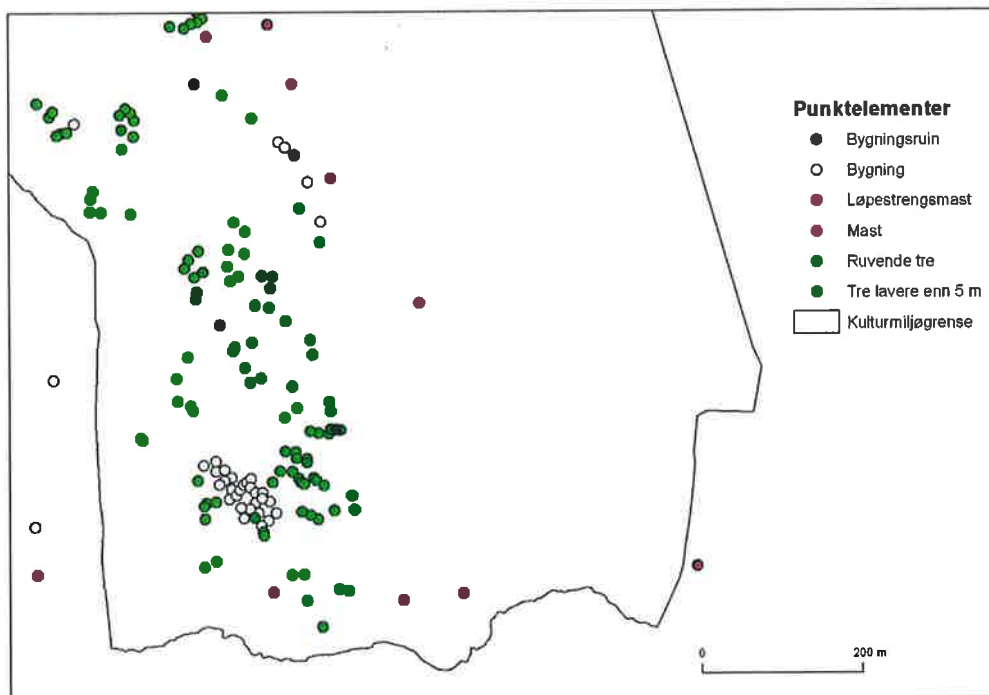 Punktelementer
Bygningsruin
Bygning
Løpestrengsmast
Mast
Ruvende tre
Tre lavere enn 5 m
Kulturmiljøgrense
0 200 m